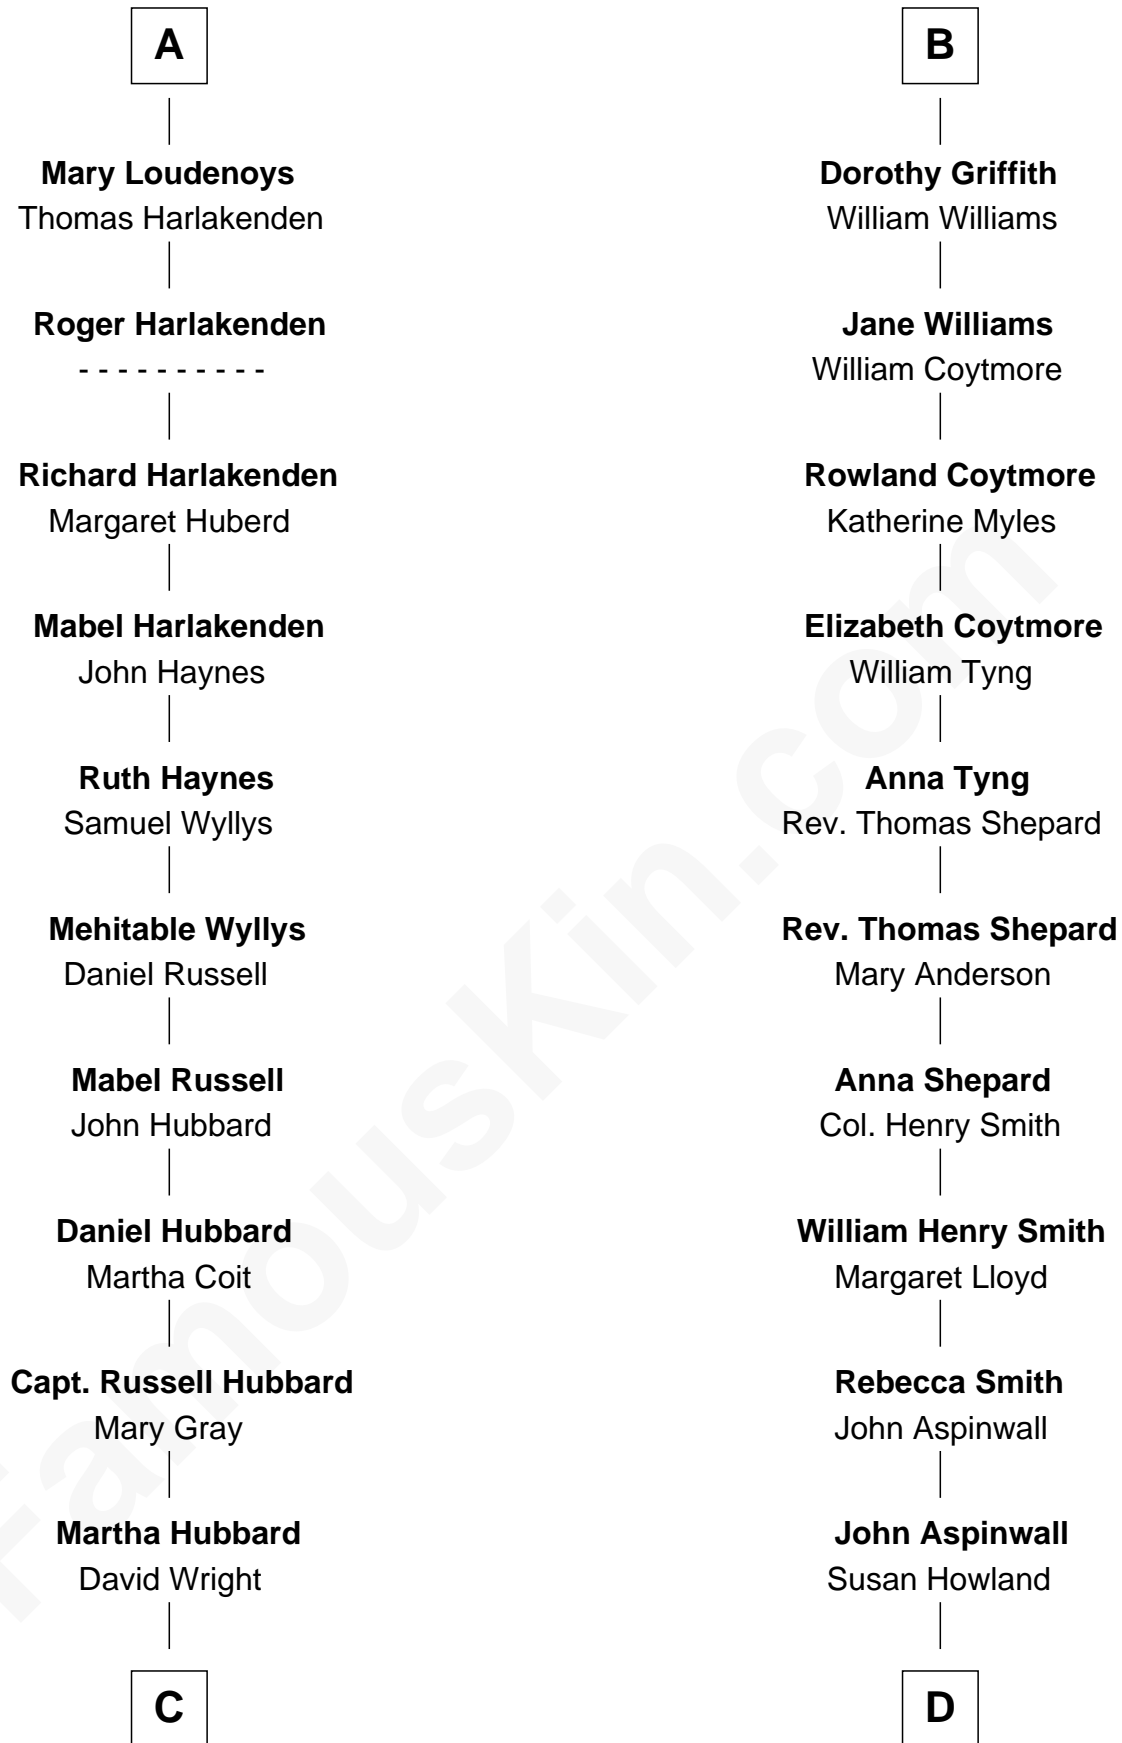 A
Mary Loudenoys
Thomas Harlakenden
Roger Harlakenden
- - - - - - - - - -
Richard Harlakenden
Margaret Huberd
Mabel Harlakenden
John Haynes
Ruth Haynes
Samuel Wyllys
Mehitable Wyllys
Daniel Russell
Mabel Russell
John Hubbard
Daniel Hubbard
Martha Coit
Capt. Russell Hubbard
Mary Gray
Martha Hubbard
David Wright
C
B
Dorothy Griffith
William Williams
Jane Williams
William Coytmore
Rowland Coytmore
Katherine Myles
Elizabeth Coytmore
William Tyng
Anna Tyng
Rev. Thomas Shepard
Rev. Thomas Shepard
Mary Anderson
Anna Shepard
Col. Henry Smith
William Henry Smith
Margaret Lloyd
Rebecca Smith
John Aspinwall
John Aspinwall
Susan Howland
D
FamousKin.com